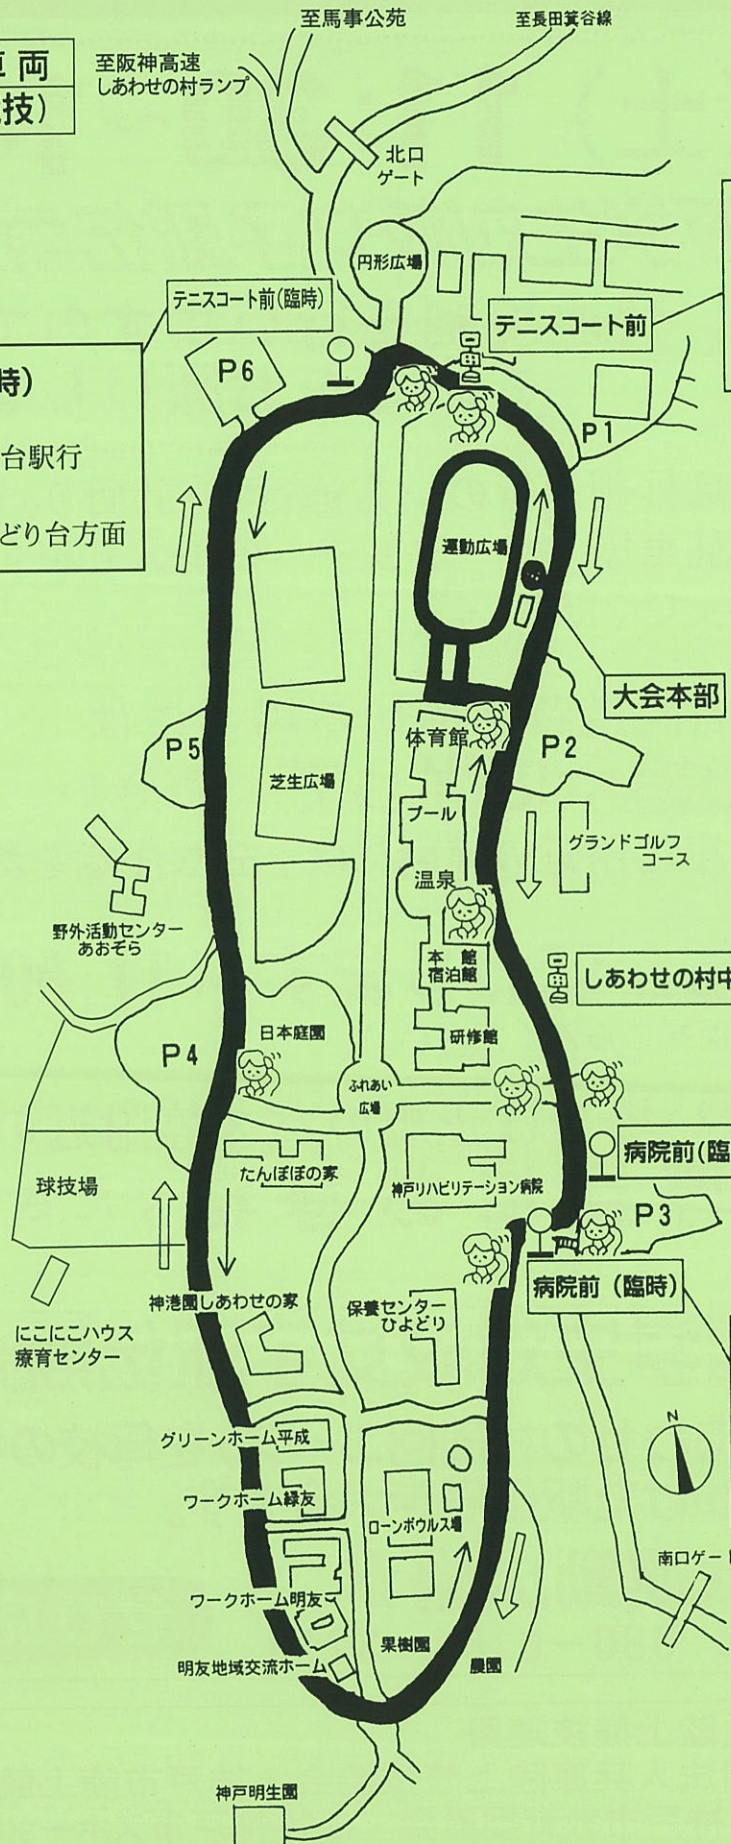 車両
技）
至馬事公苑
至長田箕谷線
至阪神高速
しあわせの村ランプ
北口
ゲート
円形広場
テニスコート前(臨時)
テニスコート前
時）
台駅行
どり台方面
P6
P1
運動広場
大会本部
体育館
P2
P5
芝生広場
プール
グランドゴルフ
コース
温泉
野外活動センター
あおぞら
本 館
宿泊館
しあわせの村中
日本庭園
研修館
P4
ふれあい
広場
病院前(臨
球技場
たんぽぽの家
神戸リハビリテーション病院
P3
病院前（臨時）
神港園しあわせの家
保養センター
ひよどり
にこにこハウス
療育センター
グリーンホーム平成
N
ワークホーム緑友
ローンボウルス場
南口ゲート
ワークホーム明友
果樹園
農園
明友地域交流ホーム
神戸明生園